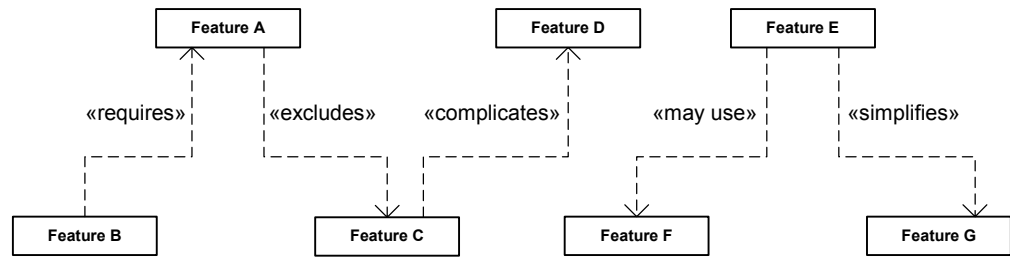 Feature A
Feature D
Feature E
«requires»
«excludes»
«complicates»
«may use»
«simplifies»
Feature B
Feature C
Feature F
Feature G